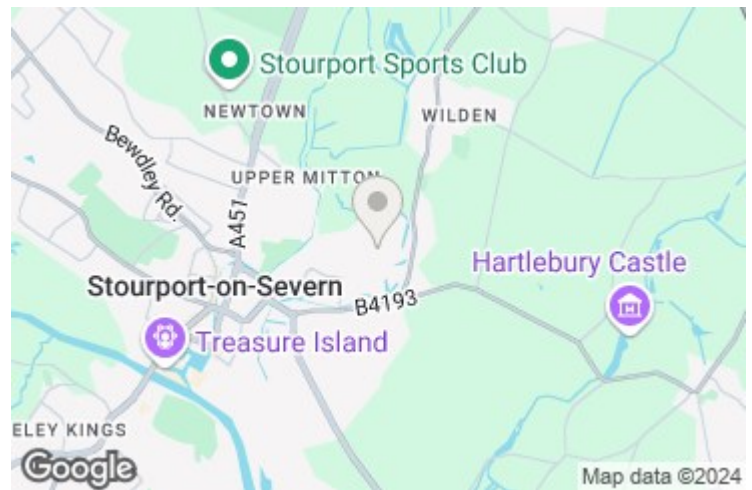 Stourport Sports Club
NEWTOWN
WILDEN
Bewdley Rd.
UPPER MITTON
A451
Hartlebury Castle
Stourport-on-Severn
B4193
Treasure Island
ELEY KINGS
Google
Map data ©2024